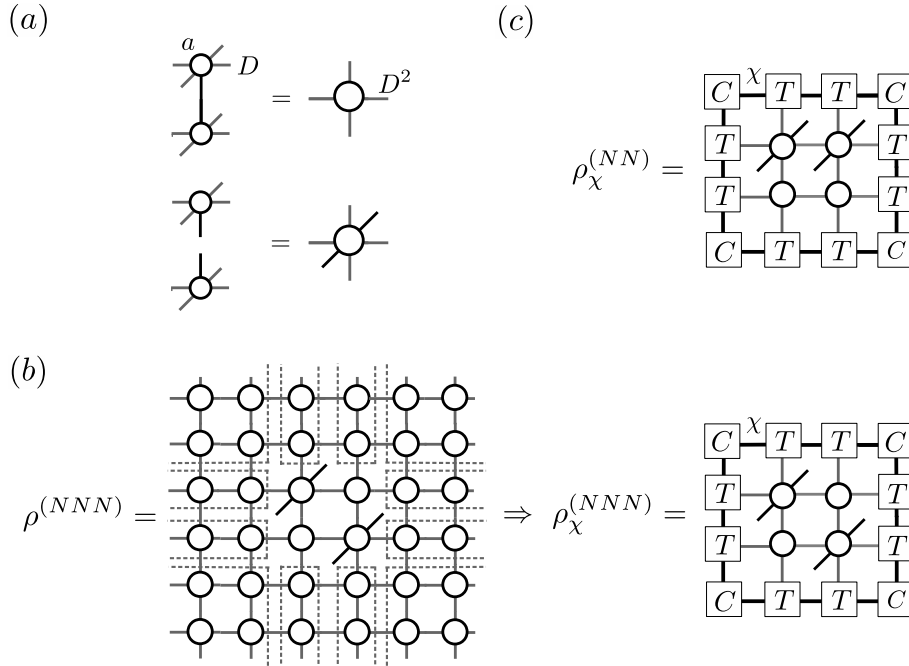 (a)
a
D
=
D²
=
(c)
χ
C T T C
T T
ρ_χ^(NN) =
T T
C T T C
(b)
ρ^(NNN) =
⇒ ρ_χ^(NNN) =
χ
C T T C
T T
T T
C T T C